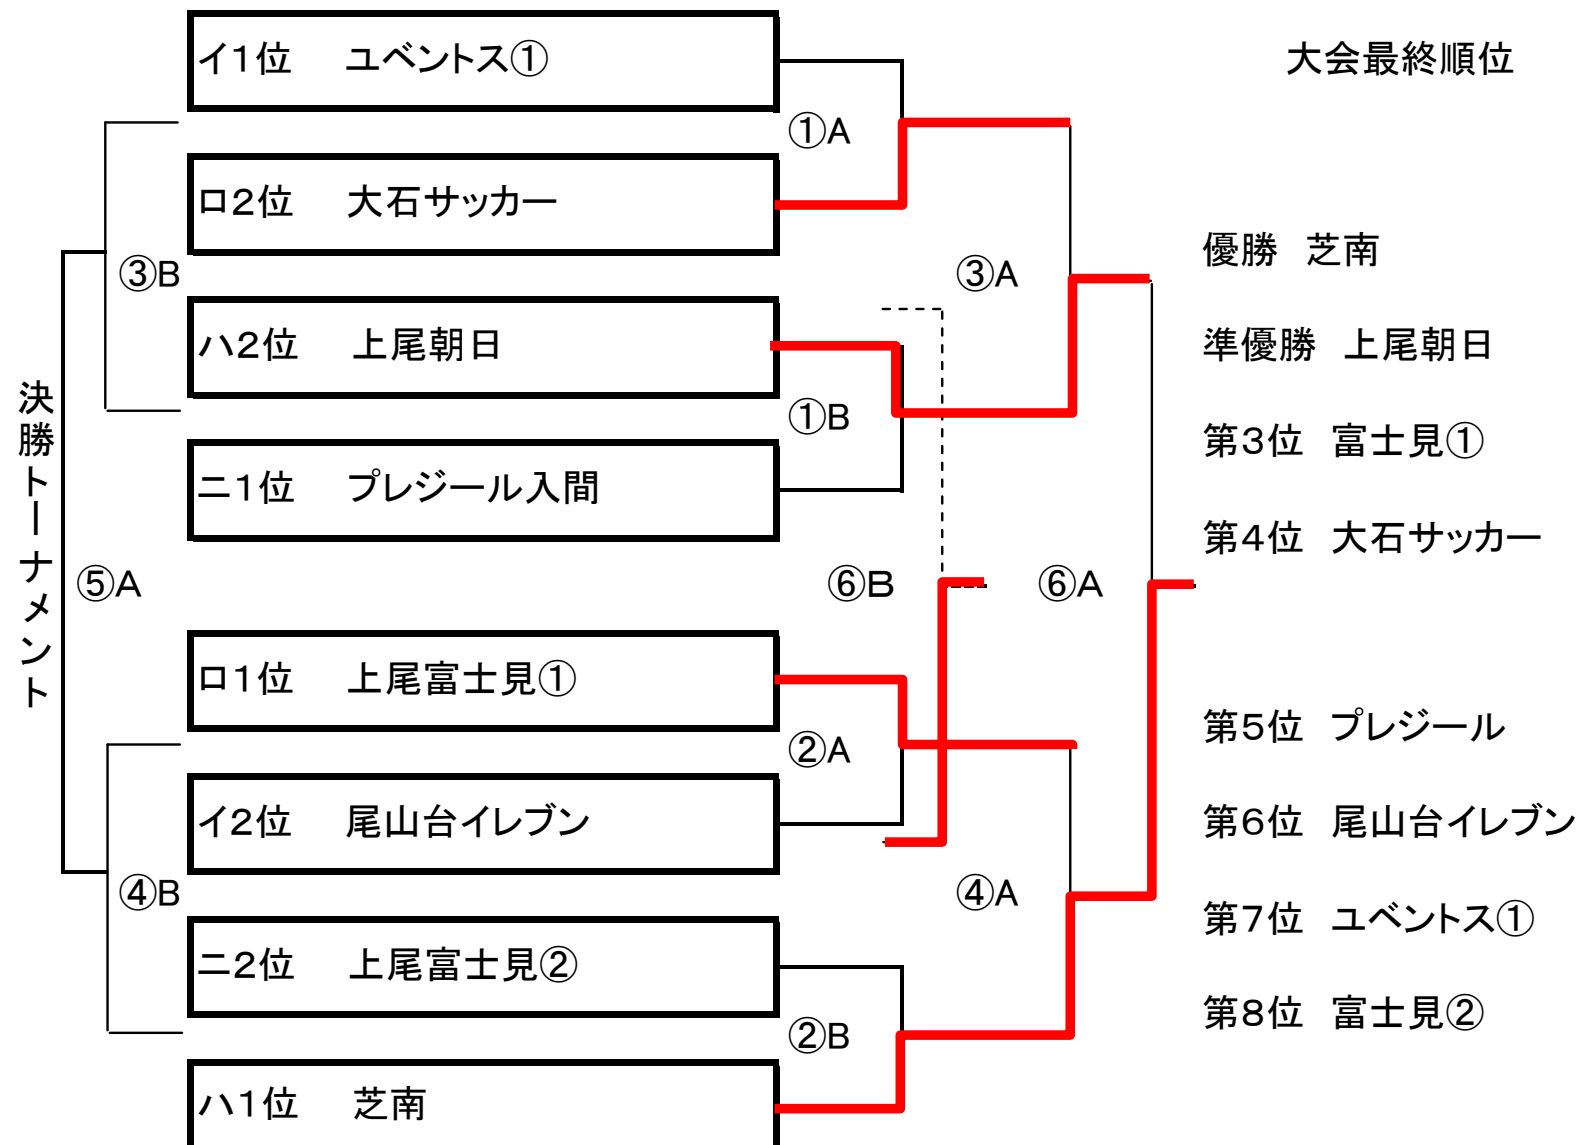 大会最終順位
イ1位 ユベントス①
①A
ロ2位 大石サッカー
③B
③A
ハ2位 上尾朝日
①B
ニ1位 プレジール入間
決勝トーナメント
⑤A
⑥B
⑥A
ロ1位 上尾富士見①
②A
イ2位 尾山台イレブン
④B
④A
ニ2位 上尾富士見②
②B
ハ1位 芝南
優勝 芝南
準優勝 上尾朝日
第3位 富士見①
第4位 大石サッカー
第5位 プレジール
第6位 尾山台イレブン
第7位 ユベントス①
第8位 富士見②